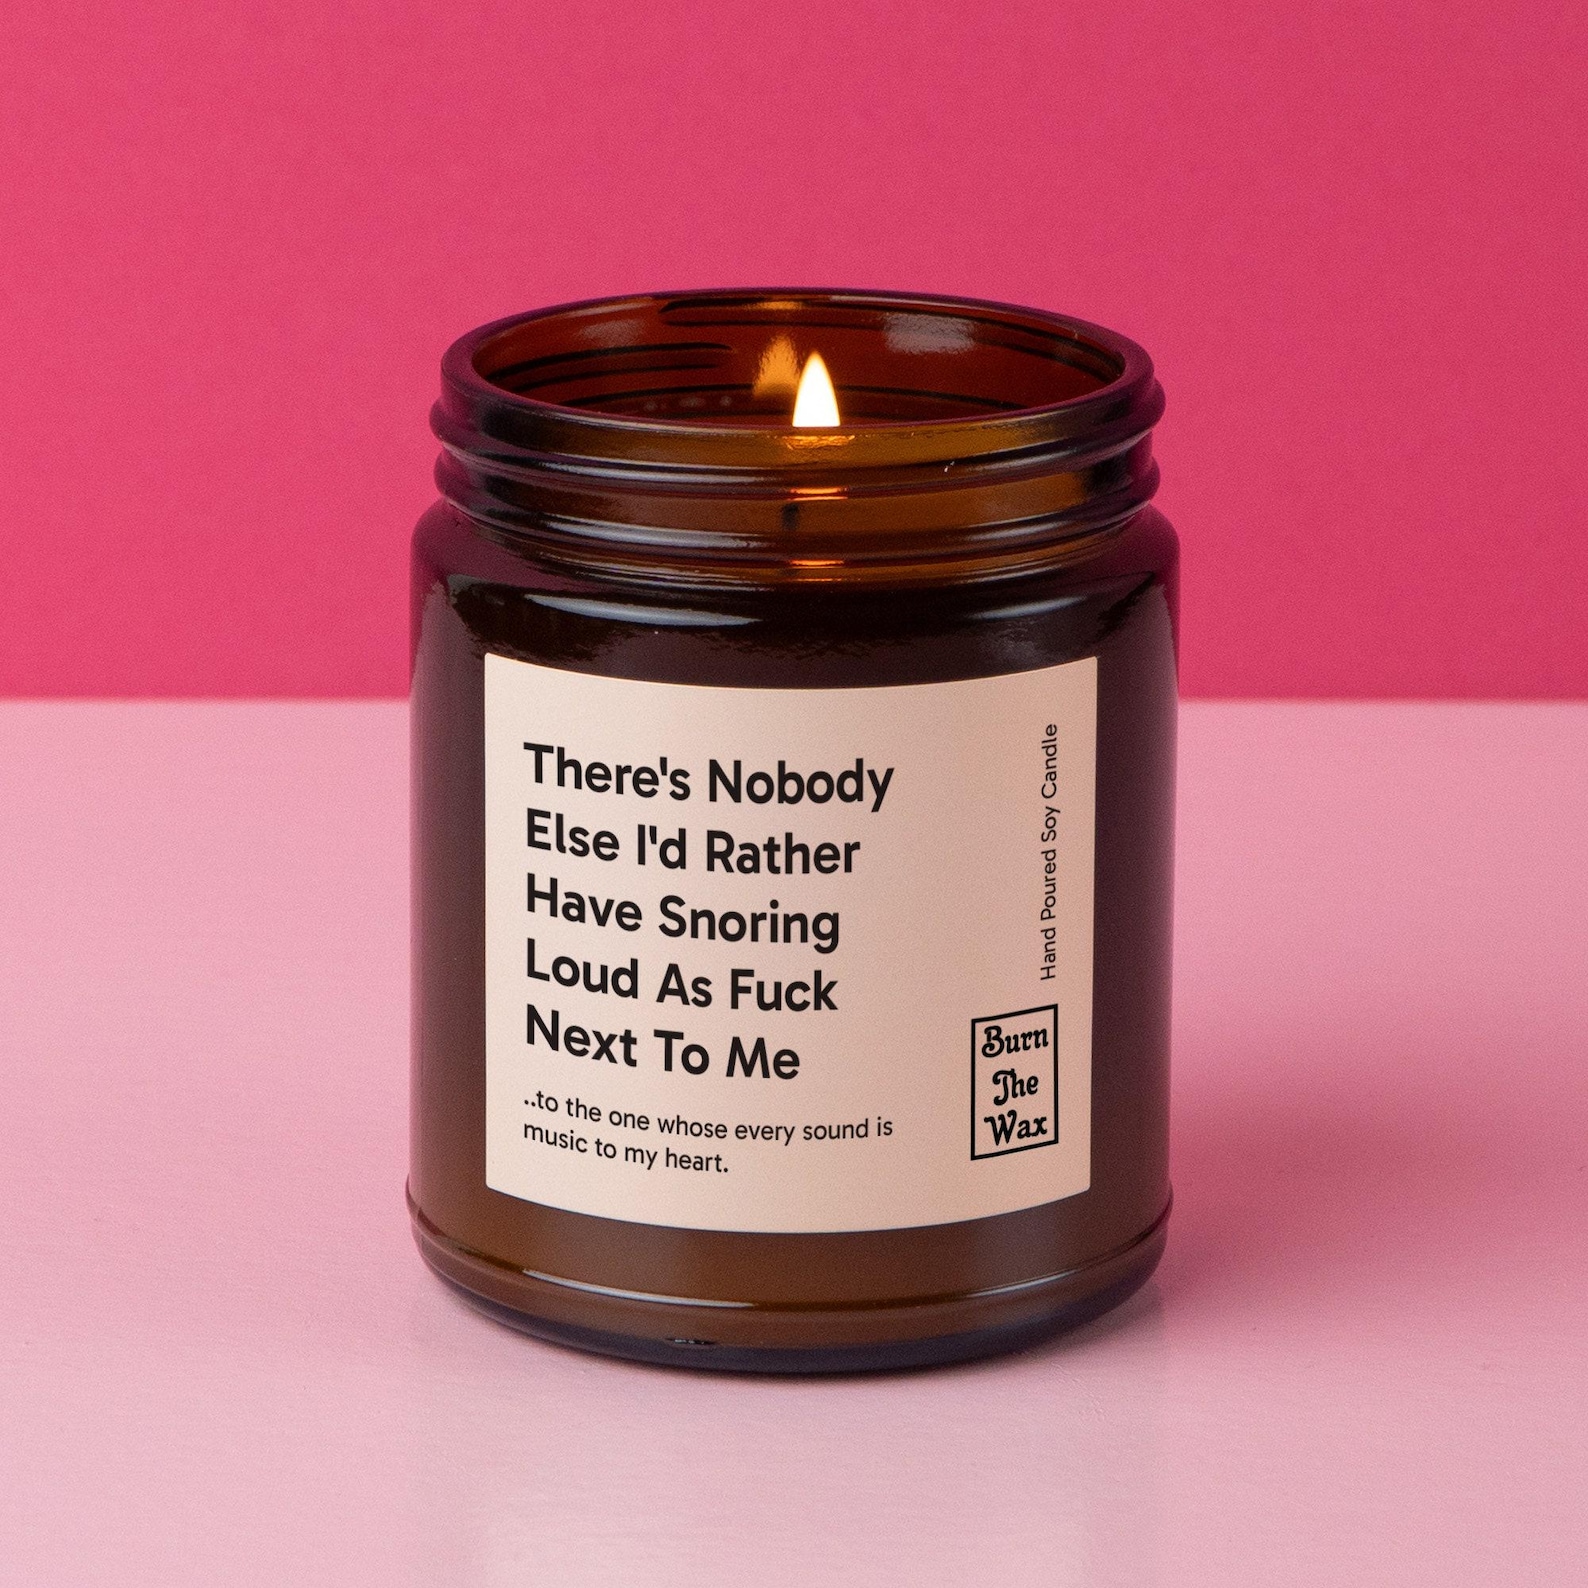 There's Nobody
Else I'd Rather
Have Snoring
Loud As Fuck
Next To Me
..to the one whose every sound is
music to my heart.
Hand Poured Soy Candle
Burn
The
Wax